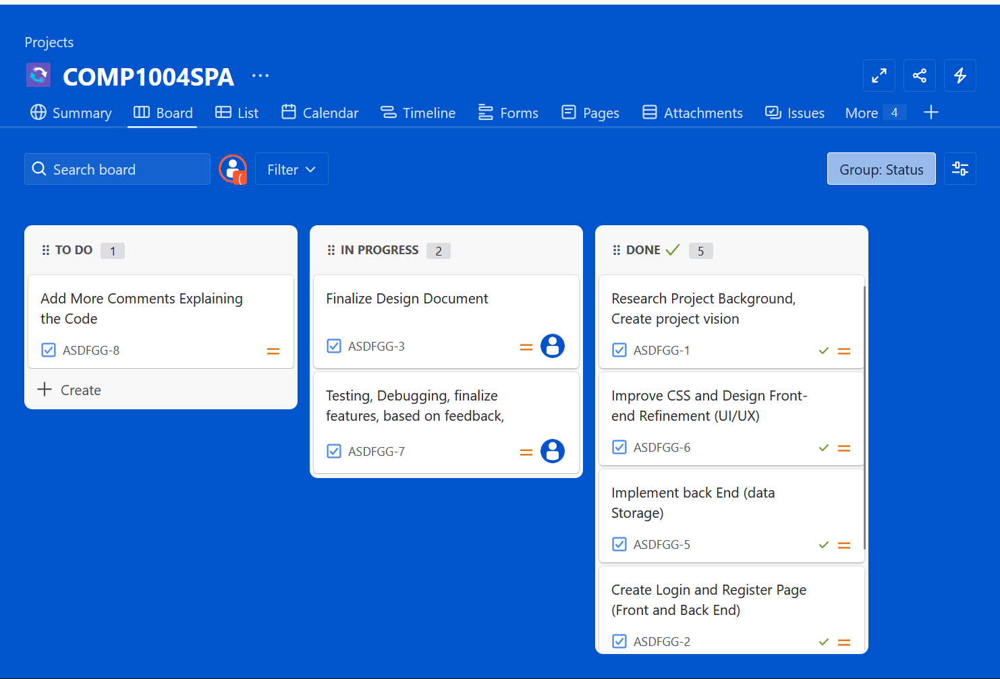 Projects
COMP1004SPA
Summary Board List Calendar Timeline Forms Pages Attachments Issues More 4
Search board
(
Filter
Group: Status
TO DO 1
Add More Comments Explaining
the Code
ASDFGG-8
Create
IN PROGRESS 2
Finalize Design Document
ASDFGG-3
Testing, Debugging, finalize
features, based on feedback,
ASDFGG-7
DONE 5
Research Project Background,
Create project vision
ASDFGG-1
Improve CSS and Design Front-
end Refinement (UI/UX)
ASDFGG-6
Implement back End (data
Storage)
ASDFGG-5
Create Login and Register Page
(Front and Back End)
ASDFGG-2